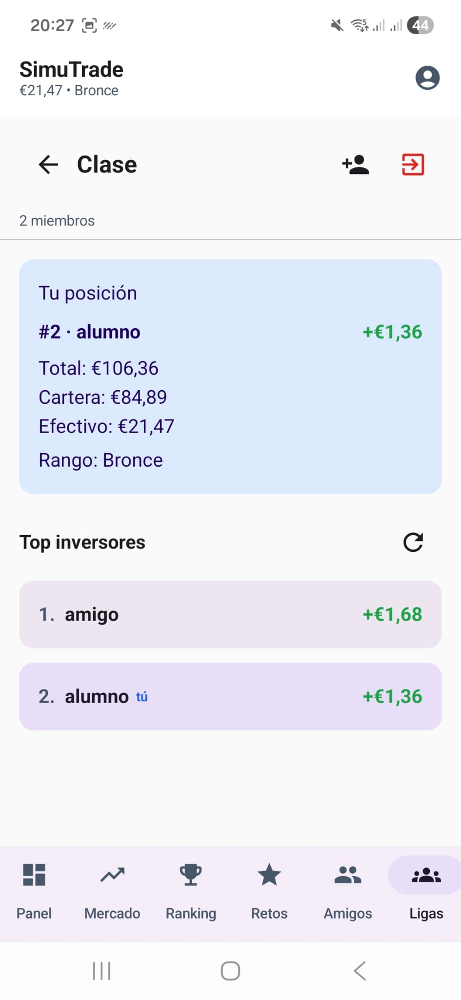 20:27
44
SimuTrade
€21,47 • Bronce
Clase
2 miembros
Tu posición
#2 · alumno +€1,36
Total: €106,36
Cartera: €84,89
Efectivo: €21,47
Rango: Bronce
Top inversores
1. amigo +€1,68
2. alumno tú +€1,36
Panel Mercado Ranking Retos Amigos Ligas